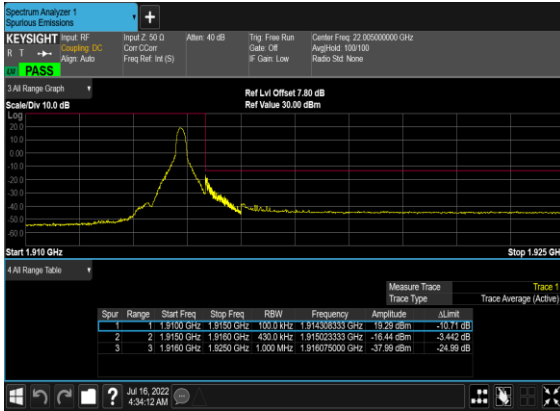 Spectrum Analyzer 1
Spurious Emissions
KEYSIGHT Input: RF Input Z: 50 Ω Atten: 40 dB Trig: Free Run Center Freq: 22.005000000 GHz
R T Coupling: DC Corr CCorr Gate: Off Avg|Hold: 100/100
Align: Auto Freq Ref: Int (S) IF Gain: Low Radio Std: None
PASS
3 All Range Graph
Ref Lvl Offset 7.80 dB
Scale/Div 10.0 dB Ref Value 30.00 dBm
Log
20.0
10.0
0.00
-10.0
-20.0
-30.0
-40.0
-50.0
-60.0
Start 1.910 GHz Stop 1.925 GH
4 All Range Table
Measure Trace Trace 1
Trace Type Trace Average (Active)
Spur Range Start Freq Stop Freq RBW Frequency Amplitude ΔLimit
1 1 1.9100 GHz 1.9150 GHz 100.0 kHz 1.914308333 GHz 19.29 dBm -10.71 dB
2 2 1.9150 GHz 1.9160 GHz 430.0 kHz 1.915023333 GHz -16.44 dBm -3.442 dB
3 3 1.9160 GHz 1.9250 GHz 1.000 MHz 1.916075000 GHz -37.99 dBm -24.99 dB
Jul 16, 2022
4:34:12 AM